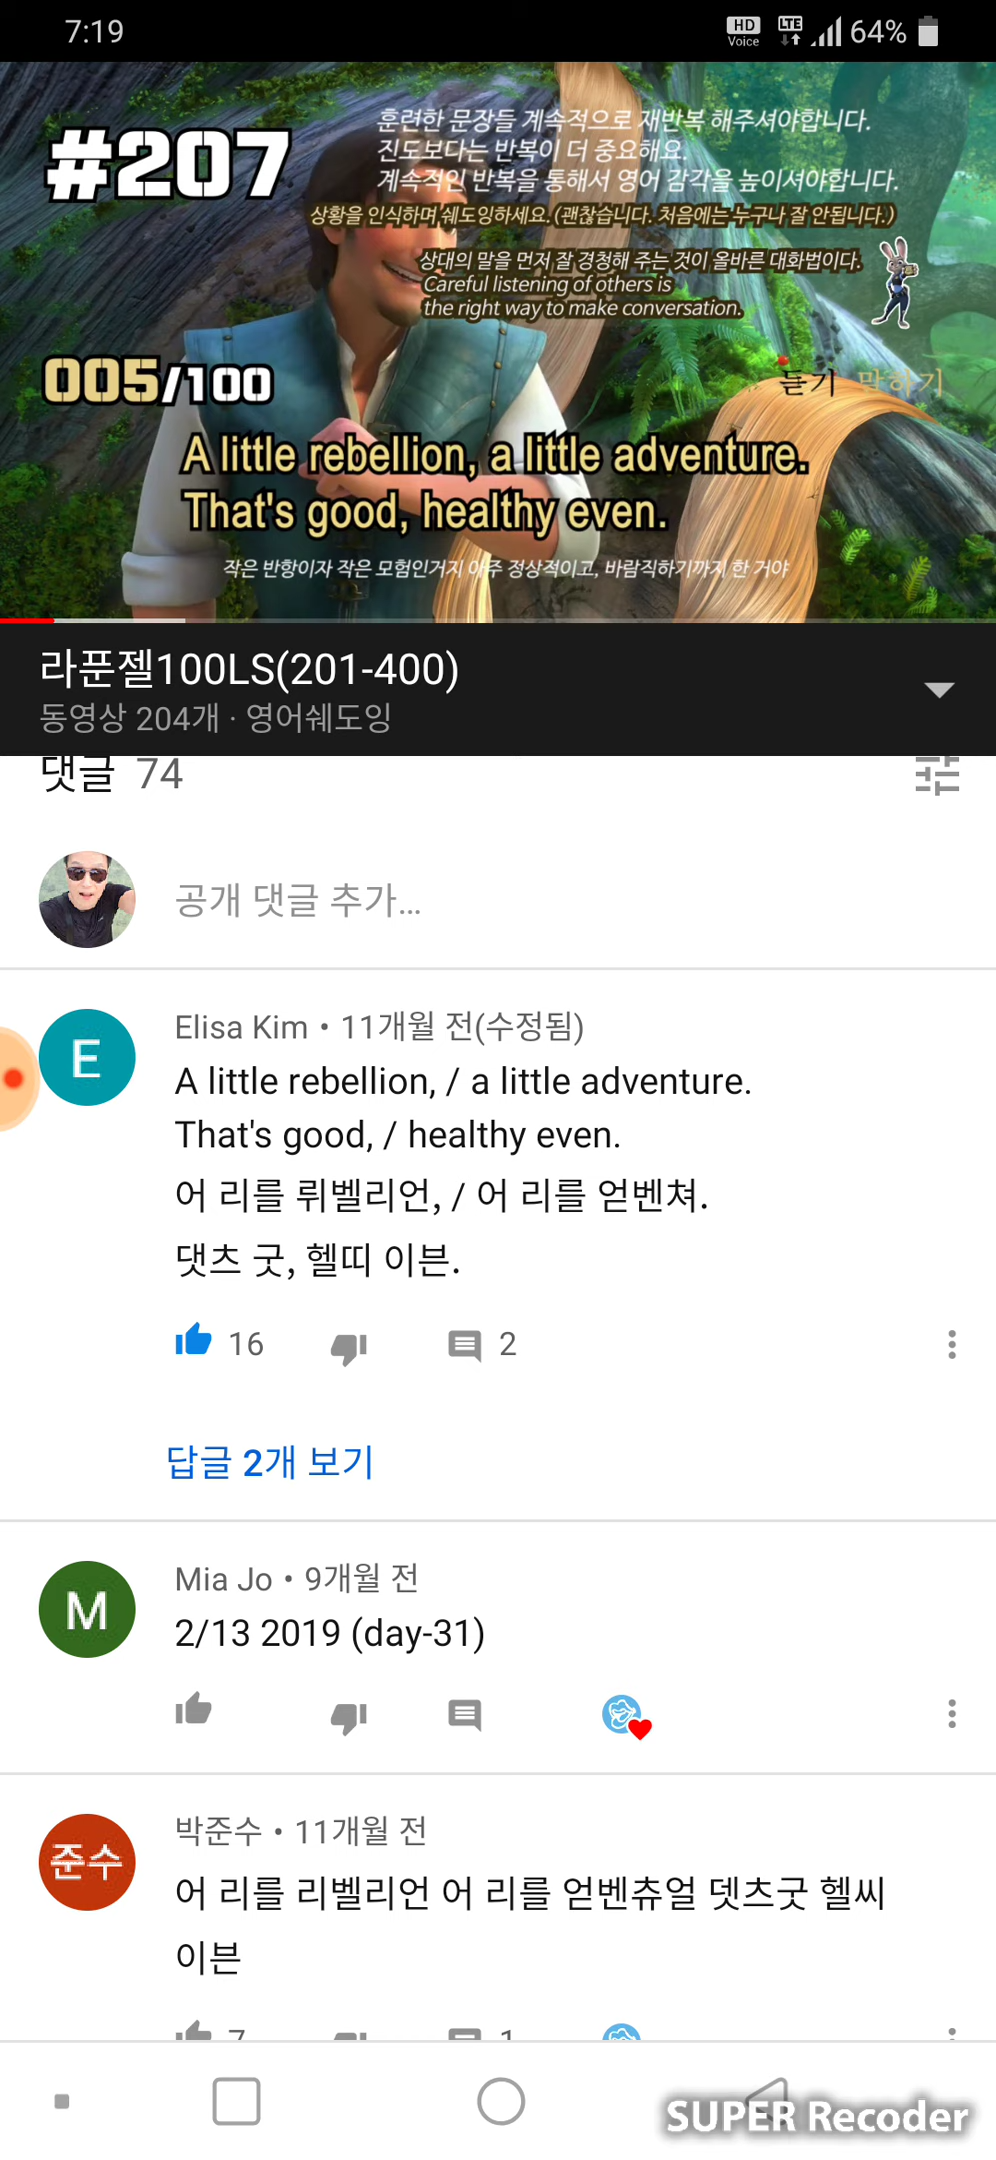 7:19
HD Voice LTE 64%
#207
훈련한 문장들 계속적으로 재반복 해주셔야합니다.
진도보다는 반복이 더 중요해요.
계속적인 반복을 통해서 영어 감각을 높이셔야합니다.
상황을 인식하며 쉐도잉하세요.(괜찮습니다. 처음에는 누구나 잘 안됩니다.)
상대의 말을 먼저 잘 경청해 주는 것이 올바른 대화법이다.
Careful listening of others is
the right way to make conversation.
005/100
듣기 말하기
A little rebellion, a little adventure.
That's good, healthy even.
작은 반항이자 작은 모험인거지 아주 정상적이고, 바람직하기까지 한 거야
라푼젤100LS(201-400)
동영상 204개 · 영어쉐도잉
댓글 74
공개 댓글 추가...
E
Elisa Kim • 11개월 전(수정됨)
A little rebellion, / a little adventure.
That's good, / healthy even.
어 리를 뤼벨리언, / 어 리를 얻벤쳐.
댓츠 굿, 헬띠 이븐.
16 2
답글 2개 보기
M
Mia Jo • 9개월 전
2/13 2019 (day-31)
준수
박준수 • 11개월 전
어 리를 리벨리언 어 리를 얻벤츄얼 뎃츠굿 헬씨
이븐
7 1
SUPER Recoder